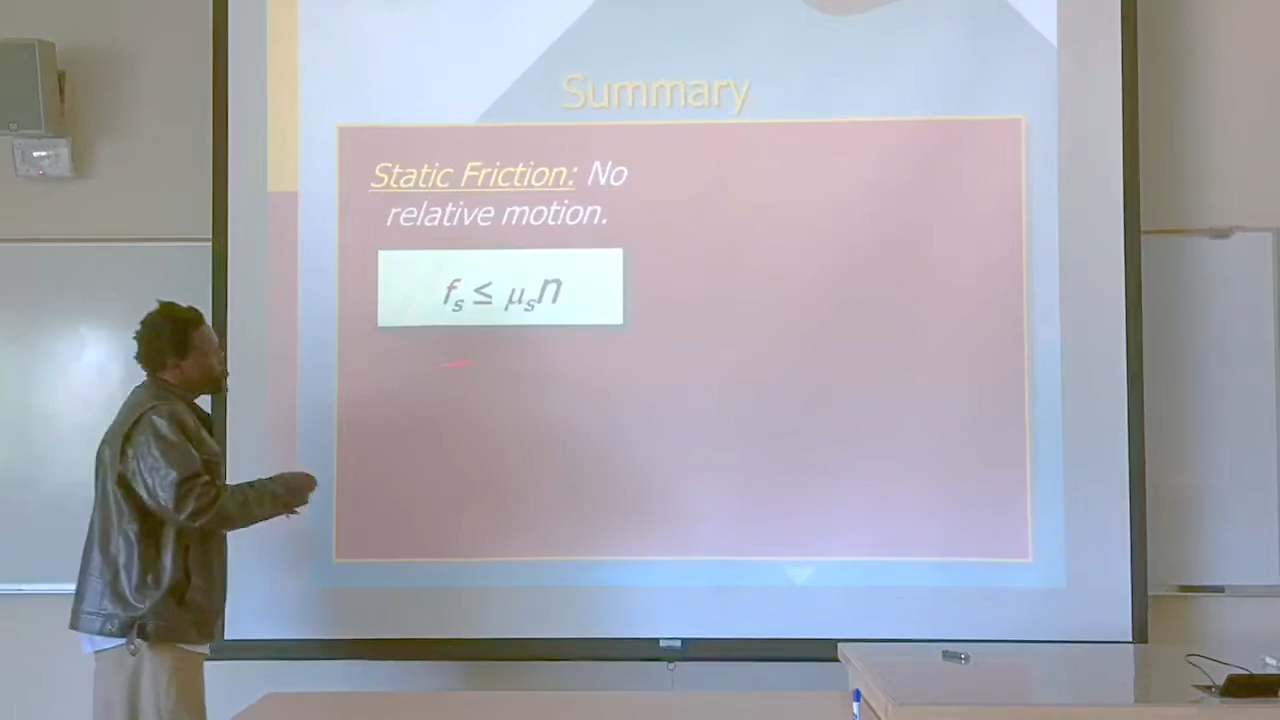 Summary
Static Friction: No
relative motion.
fₛ ≤ μₛn